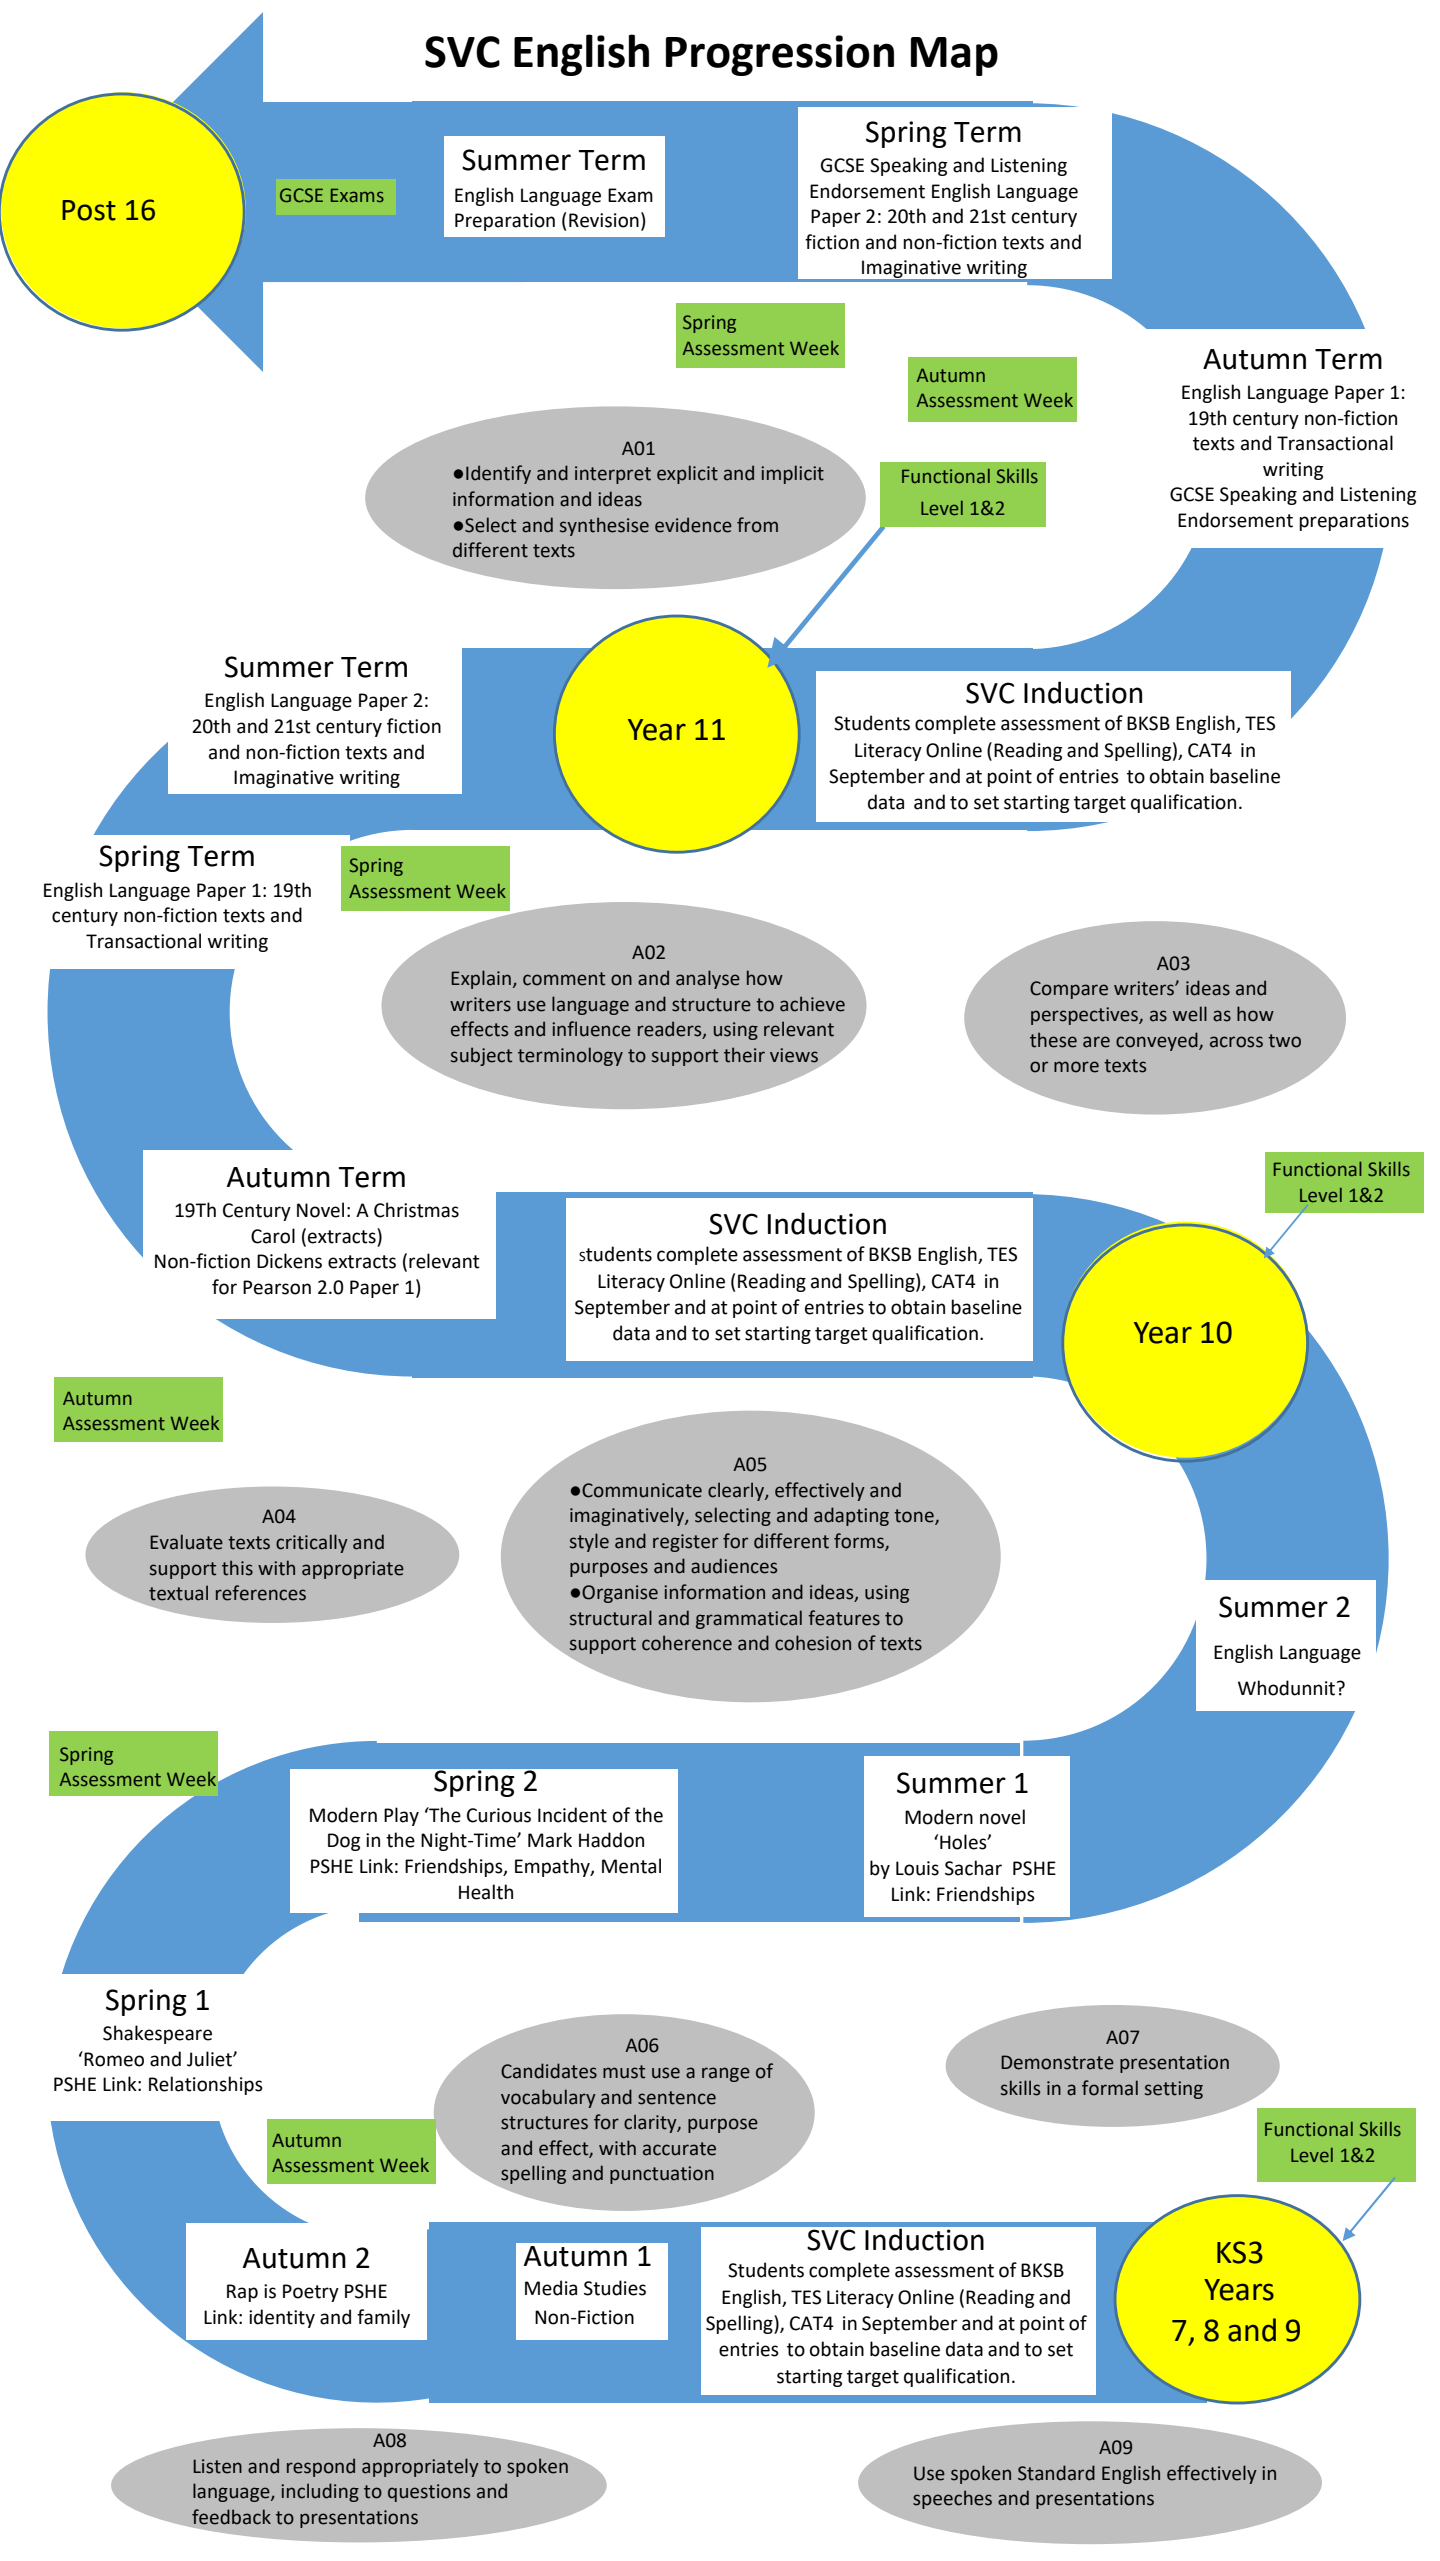 SVC English Progression Map
Post 16
GCSE Exams
Summer Term
English Language Exam
Preparation (Revision)
Spring Term
GCSE Speaking and Listening
Endorsement English Language
Paper 2: 20th and 21st century
fiction and non-fiction texts and
Imaginative writing
Spring
Assessment Week
Autumn
Assessment Week
Autumn Term
English Language Paper 1:
19th century non-fiction
texts and Transactional
writing
GCSE Speaking and Listening
Endorsement preparations
A01
●Identify and interpret explicit and implicit
information and ideas
●Select and synthesise evidence from
different texts
Functional Skills
Level 1&2
Summer Term
English Language Paper 2:
20th and 21st century fiction
and non-fiction texts and
Imaginative writing
Year 11
SVC Induction
Students complete assessment of BKSB English, TES
Literacy Online (Reading and Spelling), CAT4 in
September and at point of entries to obtain baseline
data and to set starting target qualification.
Spring Term
English Language Paper 1: 19th
century non-fiction texts and
Transactional writing
Spring
Assessment Week
A02
Explain, comment on and analyse how
writers use language and structure to achieve
effects and influence readers, using relevant
subject terminology to support their views
A03
Compare writers’ ideas and
perspectives, as well as how
these are conveyed, across two
or more texts
Autumn Term
19Th Century Novel: A Christmas
Carol (extracts)
Non-fiction Dickens extracts (relevant
for Pearson 2.0 Paper 1)
SVC Induction
students complete assessment of BKSB English, TES
Literacy Online (Reading and Spelling), CAT4 in
September and at point of entries to obtain baseline
data and to set starting target qualification.
Functional Skills
Level 1&2
Year 10
Autumn
Assessment Week
A04
Evaluate texts critically and
support this with appropriate
textual references
A05
●Communicate clearly, effectively and
imaginatively, selecting and adapting tone,
style and register for different forms,
purposes and audiences
●Organise information and ideas, using
structural and grammatical features to
support coherence and cohesion of texts
Summer 2
English Language
Whodunnit?
Spring
Assessment Week
Spring 2
Modern Play ‘The Curious Incident of the
Dog in the Night-Time’ Mark Haddon
PSHE Link: Friendships, Empathy, Mental
Health
Summer 1
Modern novel
‘Holes’
by Louis Sachar PSHE
Link: Friendships
Spring 1
Shakespeare
‘Romeo and Juliet’
PSHE Link: Relationships
A06
Candidates must use a range of
vocabulary and sentence
structures for clarity, purpose
and effect, with accurate
spelling and punctuation
A07
Demonstrate presentation
skills in a formal setting
Autumn
Assessment Week
Functional Skills
Level 1&2
Autumn 2
Rap is Poetry PSHE
Link: identity and family
Autumn 1
Media Studies
Non-Fiction
SVC Induction
Students complete assessment of BKSB
English, TES Literacy Online (Reading and
Spelling), CAT4 in September and at point of
entries to obtain baseline data and to set
starting target qualification.
KS3
Years
7, 8 and 9
A08
Listen and respond appropriately to spoken
language, including to questions and
feedback to presentations
A09
Use spoken Standard English effectively in
speeches and presentations